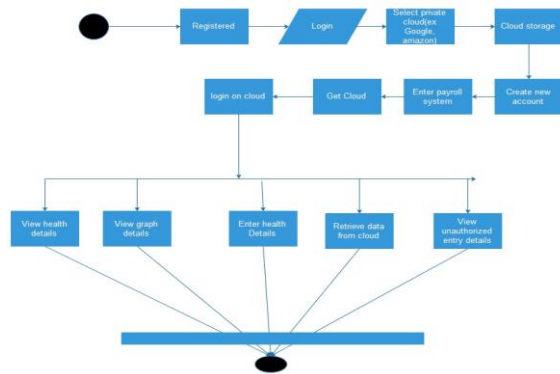 Registered
Login
Select private
cloud(ex
Google,
amazon)
Cloud storage
login on cloud
Get Cloud
Enter payroll
system
Create new
account
View health
details
View graph
details
Enter health
Details
Retrieve data
from cloud
View
unauthorized
entry details